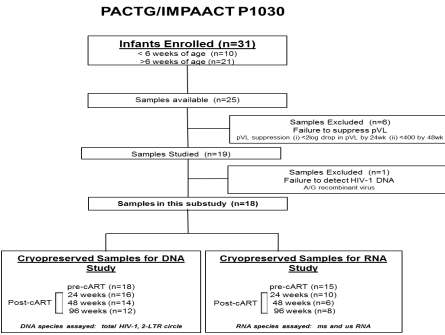 PACTG/IMPAACT P1030
Infants Enrolled (n=31)
< 6 weeks of age (n=10)
>6 weeks of age (n=21)
Samples available (n=25)
Samples Excluded (n=6)
Failure to suppress pVL
pVL suppression (i) <2log drop in pVL by 24wk (ii) <400 by 48wk
Samples Studied (n=19)
Samples Excluded (n=1)
Failure to detect HIV-1 DNA
A/G recombinant virus
Samples in this substudy (n=18)
Cryopreserved Samples for DNA
Study
pre-cART (n=18)
24 weeks (n=16)
Post-cART 48 weeks (n=14)
96 weeks (n=12)
DNA species assayed: total HIV-1, 2-LTR circle
Cryopreserved Samples for RNA
Study
pre-cART (n=15)
24 weeks (n=10)
Post-cART 48 weeks (n=6)
96 weeks (n=8)
RNA species assayed: ms and us RNA